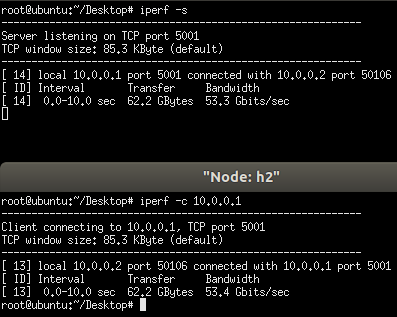 root@ubuntu:~/Desktop# iperf -s
------------------------------------------------------------
Server listening on TCP port 5001
TCP window size: 85.3 KByte (default)
------------------------------------------------------------
[ 14] local 10.0.0.1 port 5001 connected with 10.0.0.2 port 50106
[ ID] Interval       Transfer     Bandwidth
[ 14]  0.0-10.0 sec  62.2 GBytes  53.3 Gbits/sec
"Node: h2"
root@ubuntu:~/Desktop# iperf -c 10.0.0.1
------------------------------------------------------------
Client connecting to 10.0.0.1, TCP port 5001
TCP window size: 85.3 KByte (default)
------------------------------------------------------------
[ 13] local 10.0.0.2 port 50106 connected with 10.0.0.1 port 5001
[ ID] Interval       Transfer     Bandwidth
[ 13]  0.0-10.0 sec  62.2 GBytes  53.4 Gbits/sec
root@ubuntu:~/Desktop#